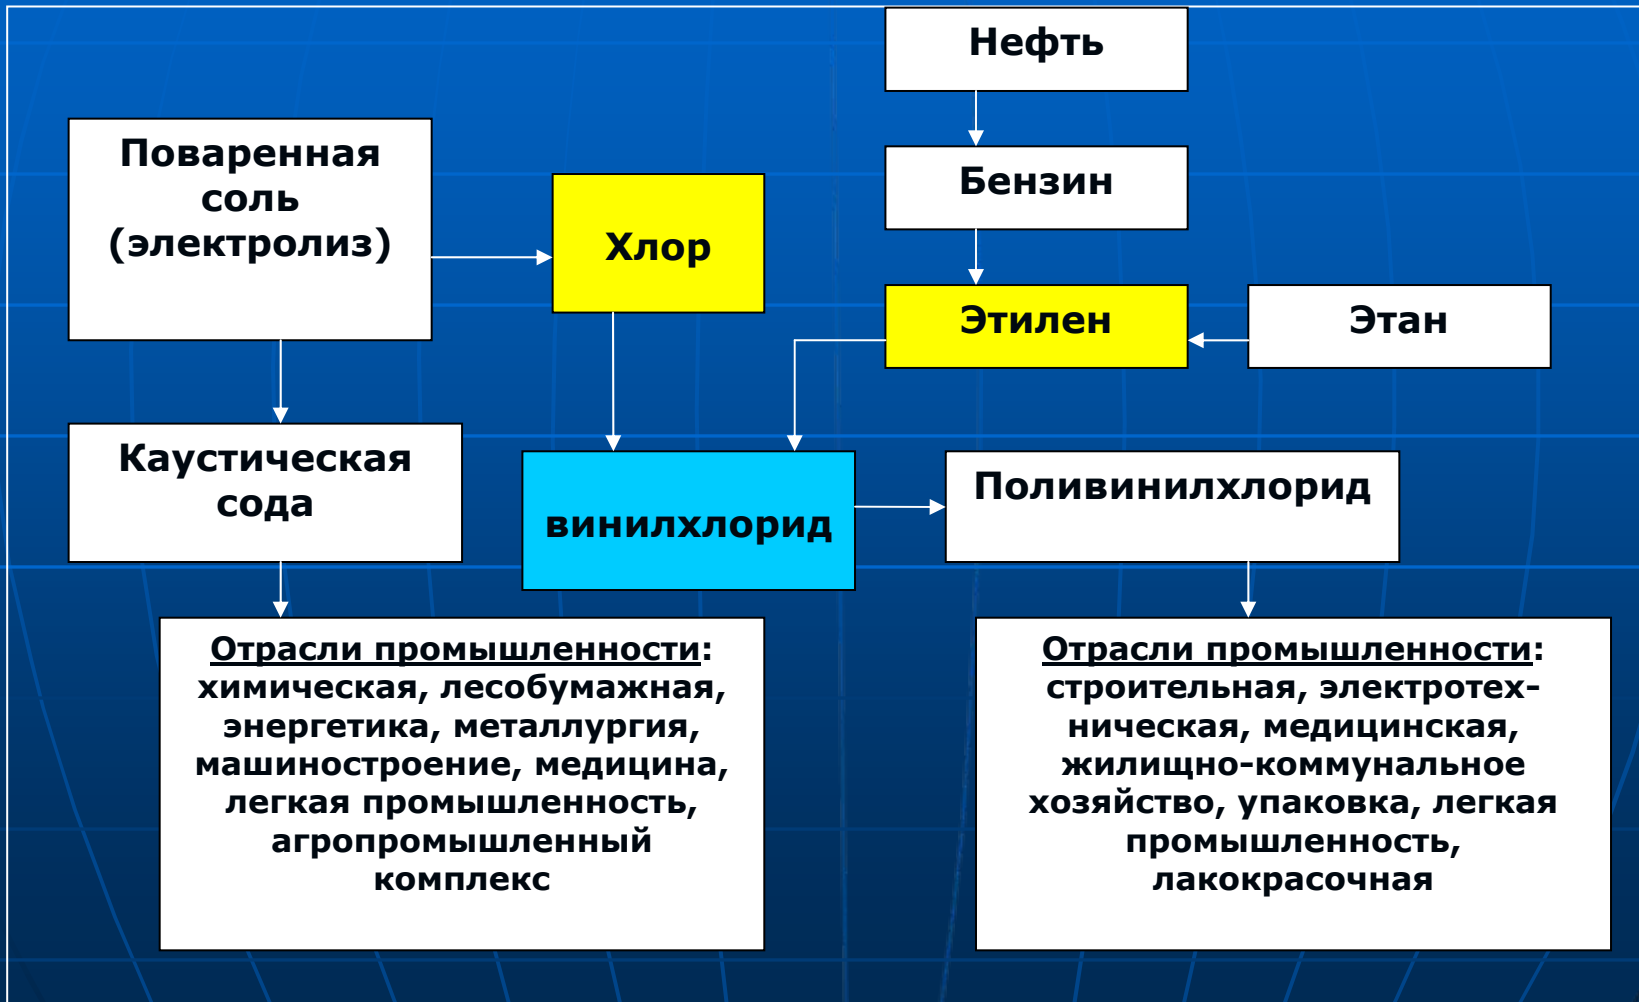 Нефть
Поваренная
соль
(электролиз)
Бензин
Хлор
Этилен
Этан
Каустическая
сода
винилхлорид
Поливинилхлорид
Отрасли промышленности:
химическая, лесобумажная,
энергетика, металлургия,
машиностроение, медицина,
легкая промышленность,
агропромышленный
комплекс
Отрасли промышленности:
строительная, электротех-
ническая, медицинская,
жилищно-коммунальное
хозяйство, упаковка, легкая
промышленность,
лакокрасочная